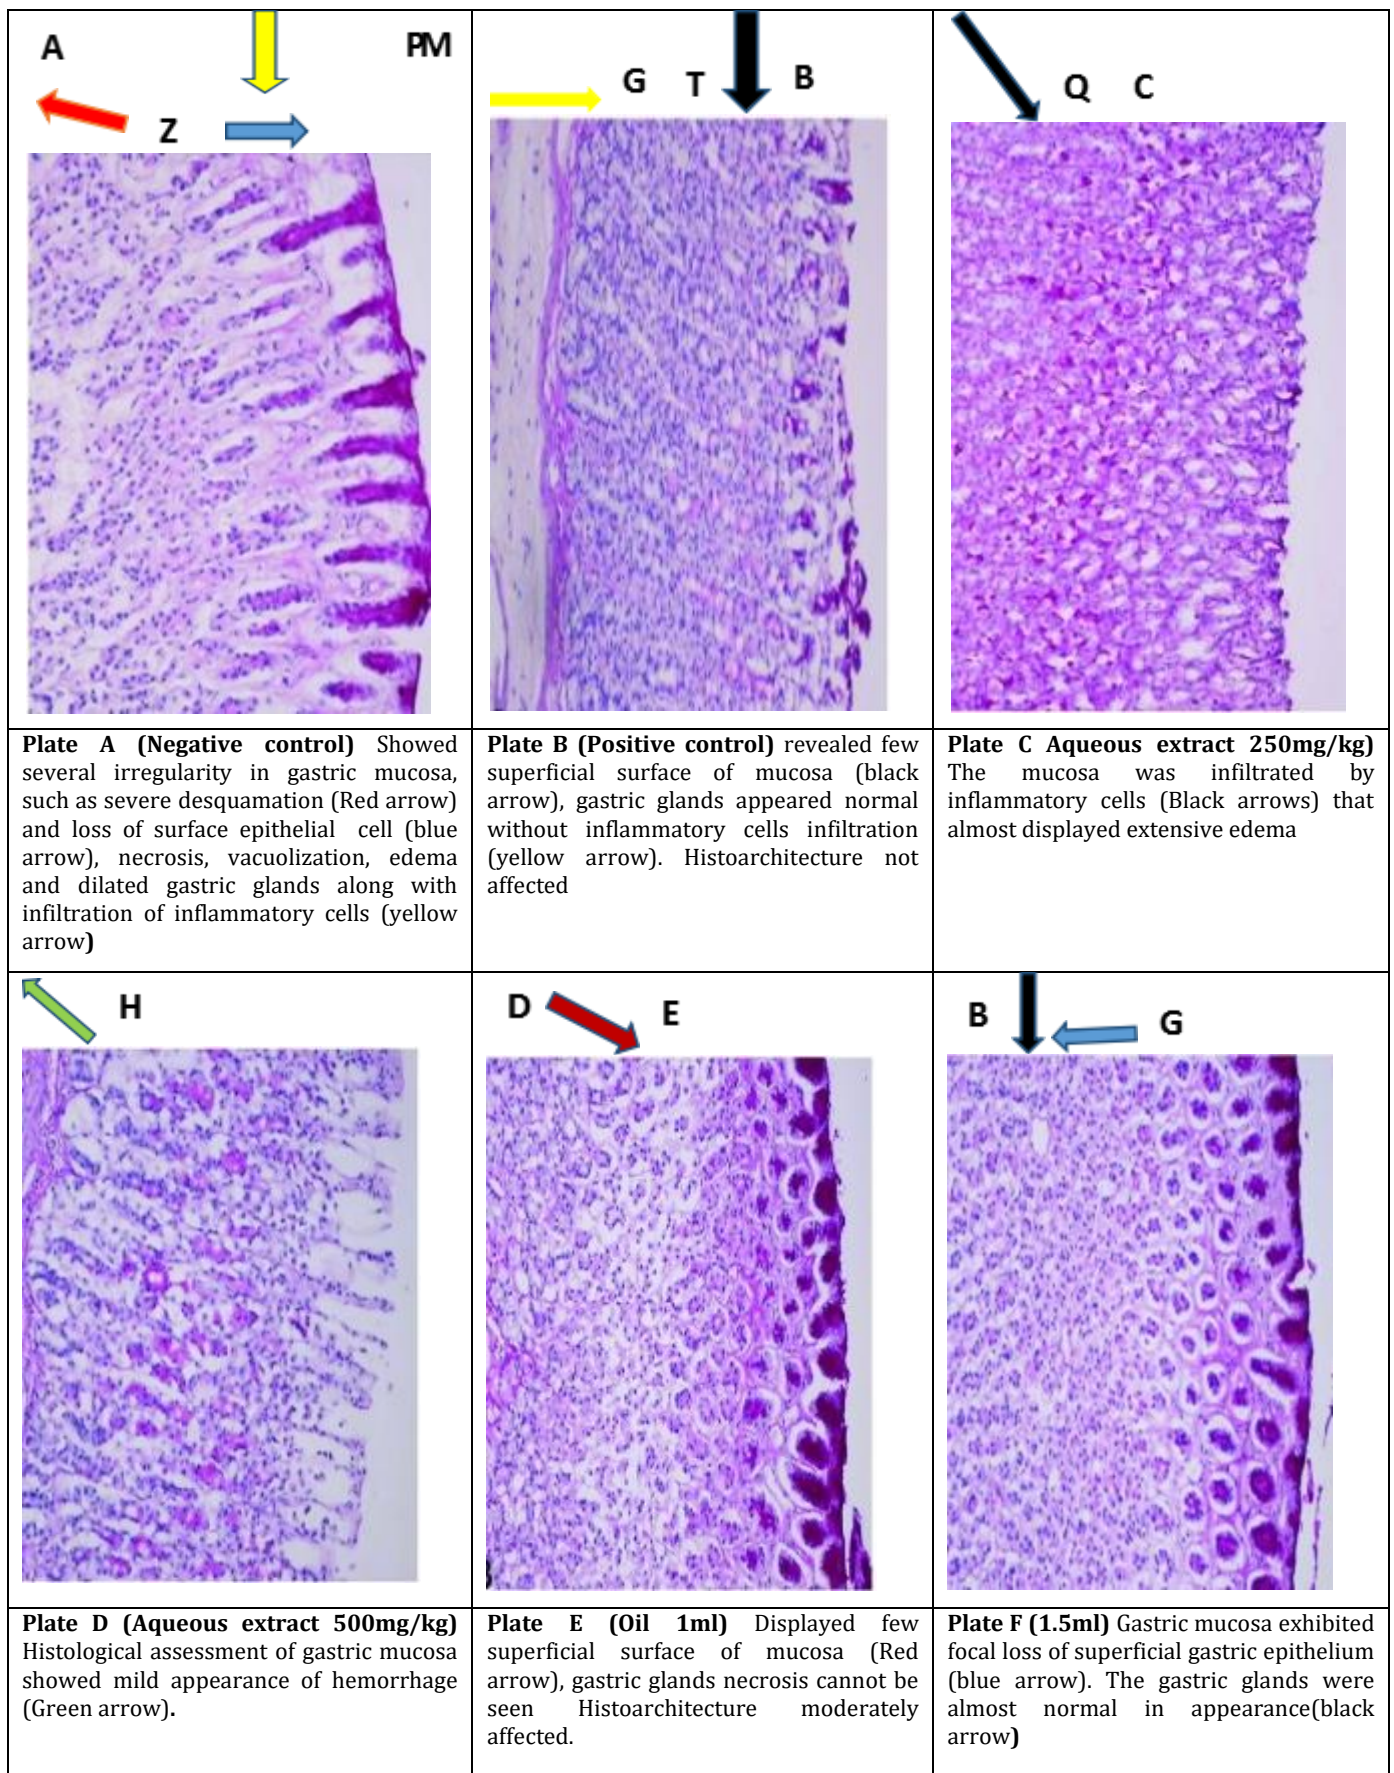 A PM
Z
G T B
Q C
Plate A (Negative control) Showed
several irregularity in gastric mucosa,
such as severe desquamation (Red arrow)
and loss of surface epithelial cell (blue
arrow), necrosis, vacuolization, edema
and dilated gastric glands along with
infiltration of inflammatory cells (yellow
arrow)
Plate B (Positive control) revealed few
superficial surface of mucosa (black
arrow), gastric glands appeared normal
without inflammatory cells infiltration
(yellow arrow). Histoarchitecture not
affected
Plate C Aqueous extract 250mg/kg)
The mucosa was infiltrated by
inflammatory cells (Black arrows) that
almost displayed extensive edema
H
D E
B G
Plate D (Aqueous extract 500mg/kg)
Histological assessment of gastric mucosa
showed mild appearance of hemorrhage
(Green arrow).
Plate E (Oil 1ml) Displayed few
superficial surface of mucosa (Red
arrow), gastric glands necrosis cannot be
seen Histoarchitecture moderately
affected.
Plate F (1.5ml) Gastric mucosa exhibited
focal loss of superficial gastric epithelium
(blue arrow). The gastric glands were
almost normal in appearance(black
arrow)